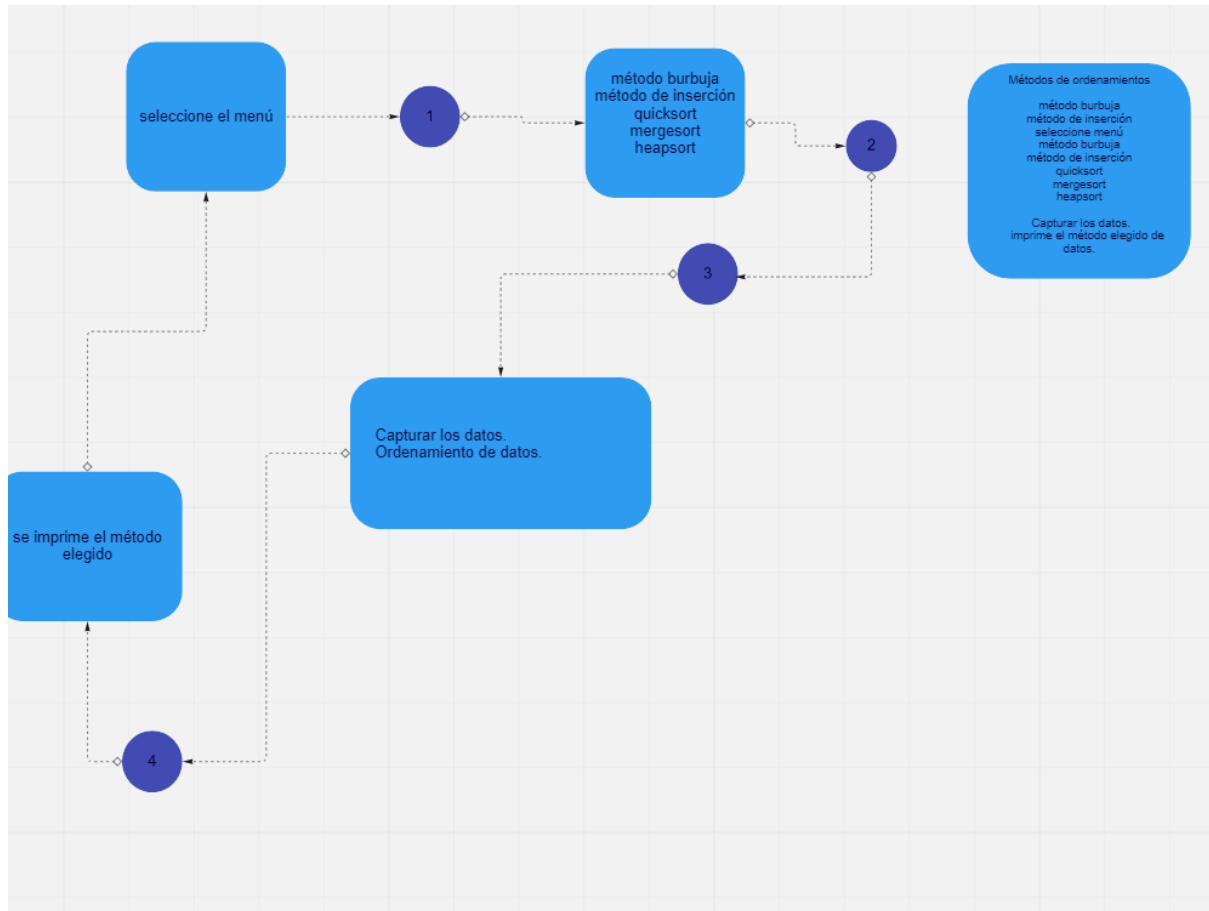 seleccione el menú
1
método burbuja
método de inserción
quicksort
mergesort
heapsort
2
Métodos de ordenamientos
método burbuja
método de inserción
seleccione menú
método burbuja
método de inserción
quicksort
mergesort
heapsort
Capturar los datos.
imprime el método elegido de
datos.
3
Capturar los datos.
Ordenamiento de datos.
se imprime el método
elegido
4